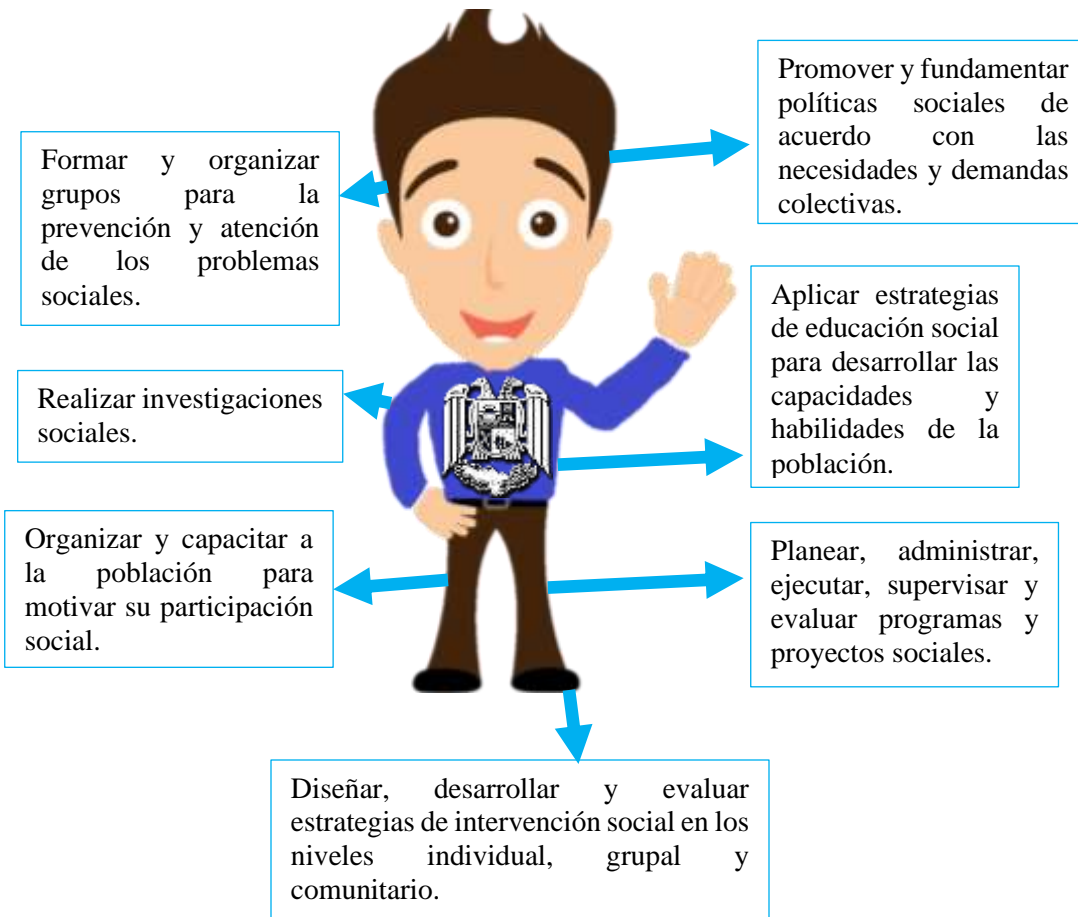 Promover y fundamentar
políticas sociales de
acuerdo con las
necesidades y demandas
colectivas.
Formar y organizar
grupos para la
prevención y atención
de los problemas
sociales.
Aplicar estrategias
de educación social
para desarrollar las
capacidades y
habilidades de la
población.
Realizar investigaciones
sociales.
Organizar y capacitar a
la población para
motivar su participación
social.
Planear, administrar,
ejecutar, supervisar y
evaluar programas y
proyectos sociales.
Diseñar, desarrollar y evaluar
estrategias de intervención social en los
niveles individual, grupal y
comunitario.